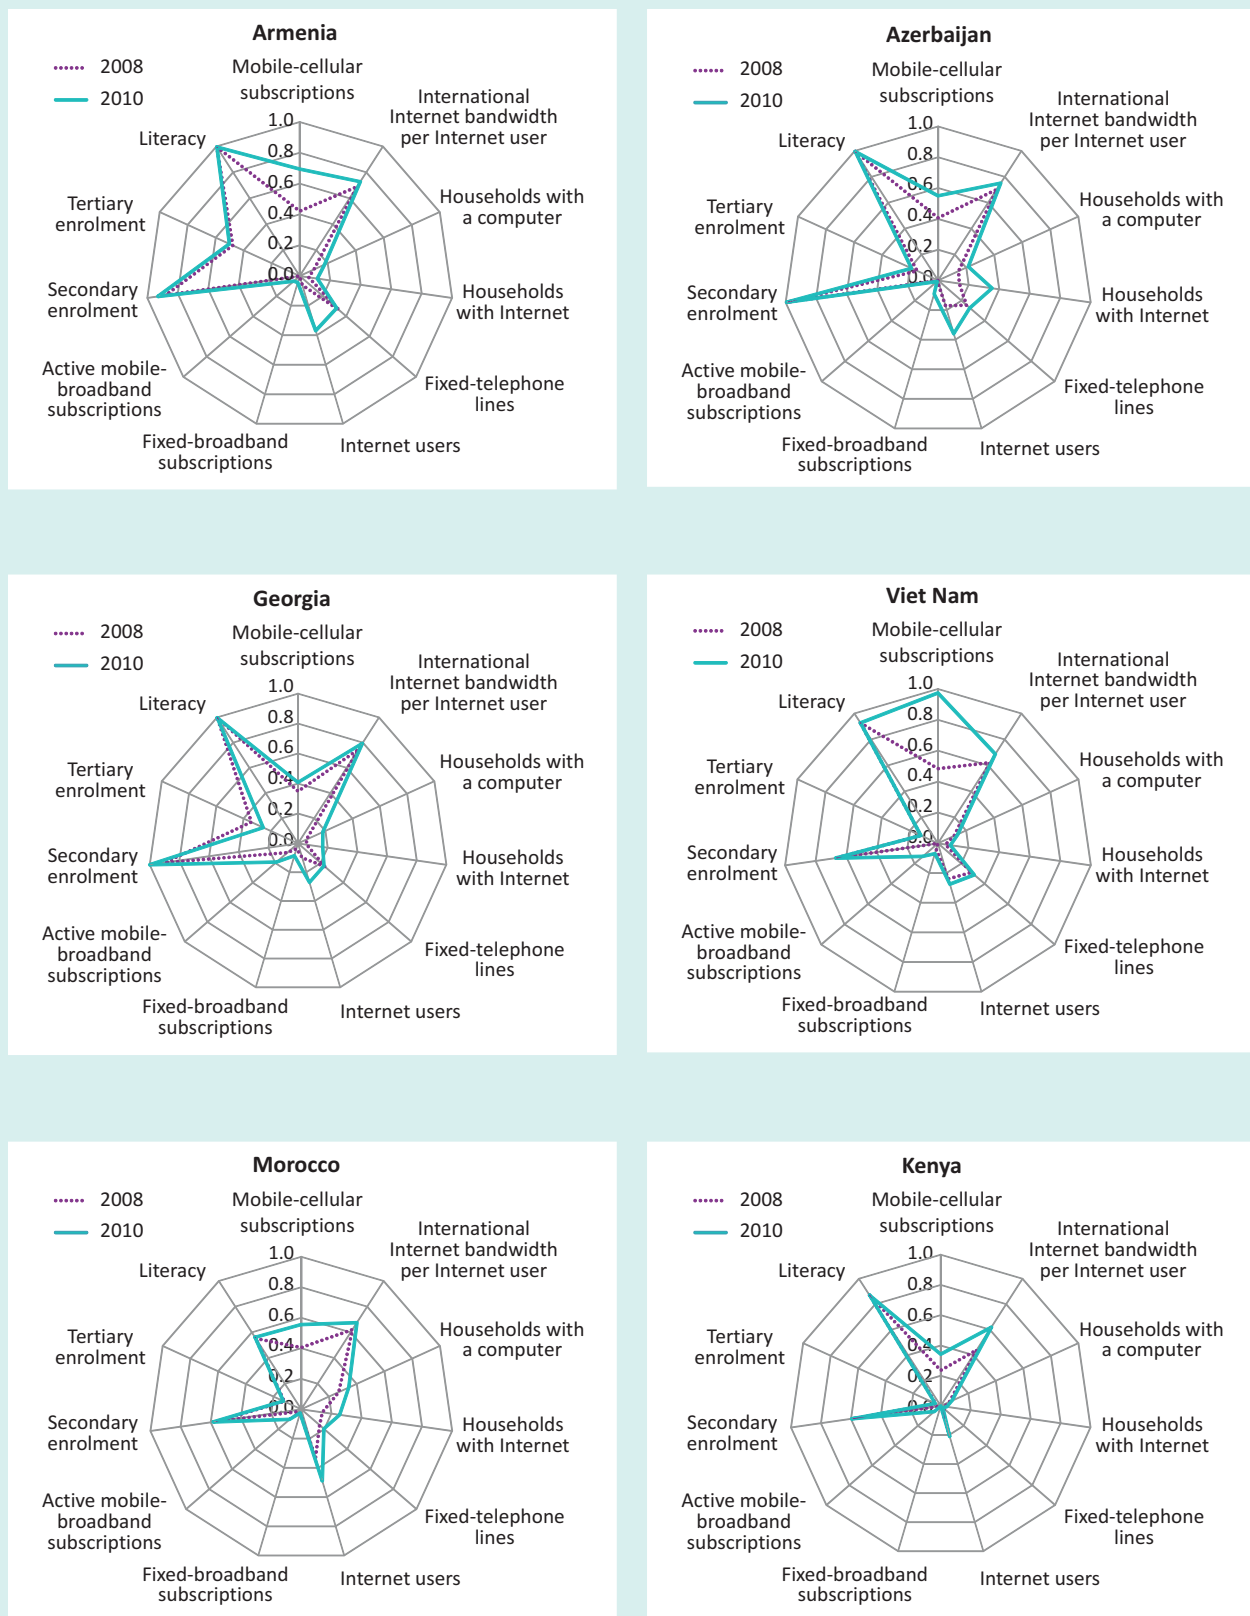 Armenia
2008
2010
Mobile-cellular
subscriptions
International
Internet bandwidth
per Internet user
Households with
a computer
Households
with Internet
Fixed-telephone
lines
Internet users
Fixed-broadband
subscriptions
Active mobile-
broadband
subscriptions
Secondary
enrolment
Tertiary
enrolment
Literacy
1.0
0.8
0.6
0.4
0.2
0.0
Azerbaijan
2008
2010
Mobile-cellular
subscriptions
International
Internet bandwidth
per Internet user
Households with
a computer
Households
with Internet
Fixed-telephone
lines
Internet users
Fixed-broadband
subscriptions
Active mobile-
broadband
subscriptions
Secondary
enrolment
Tertiary
enrolment
Literacy
1.0
0.8
0.6
0.4
0.2
0.0
Georgia
2008
2010
Mobile-cellular
subscriptions
International
Internet bandwidth
per Internet user
Households with
a computer
Households
with Internet
Fixed-telephone
lines
Internet users
Fixed-broadband
subscriptions
Active mobile-
broadband
subscriptions
Secondary
enrolment
Tertiary
enrolment
Literacy
1.0
0.8
0.6
0.4
0.2
0.0
Viet Nam
2008
2010
Mobile-cellular
subscriptions
International
Internet bandwidth
per Internet user
Households with
a computer
Households
with Internet
Fixed-telephone
lines
Internet users
Fixed-broadband
subscriptions
Active mobile-
broadband
subscriptions
Secondary
enrolment
Tertiary
enrolment
Literacy
1.0
0.8
0.6
0.4
0.2
0.0
Morocco
2008
2010
Mobile-cellular
subscriptions
International
Internet bandwidth
per Internet user
Households with
a computer
Households
with Internet
Fixed-telephone
lines
Internet users
Fixed-broadband
subscriptions
Active mobile-
broadband
subscriptions
Secondary
enrolment
Tertiary
enrolment
Literacy
1.0
0.8
0.6
0.4
0.2
0.0
Kenya
2008
2010
Mobile-cellular
subscriptions
International
Internet bandwidth
per Internet user
Households with
a computer
Households
with Internet
Fixed-telephone
lines
Internet users
Fixed-broadband
subscriptions
Active mobile-
broadband
subscriptions
Secondary
enrolment
Tertiary
enrolment
Literacy
1.0
0.8
0.6
0.4
0.2
0.0